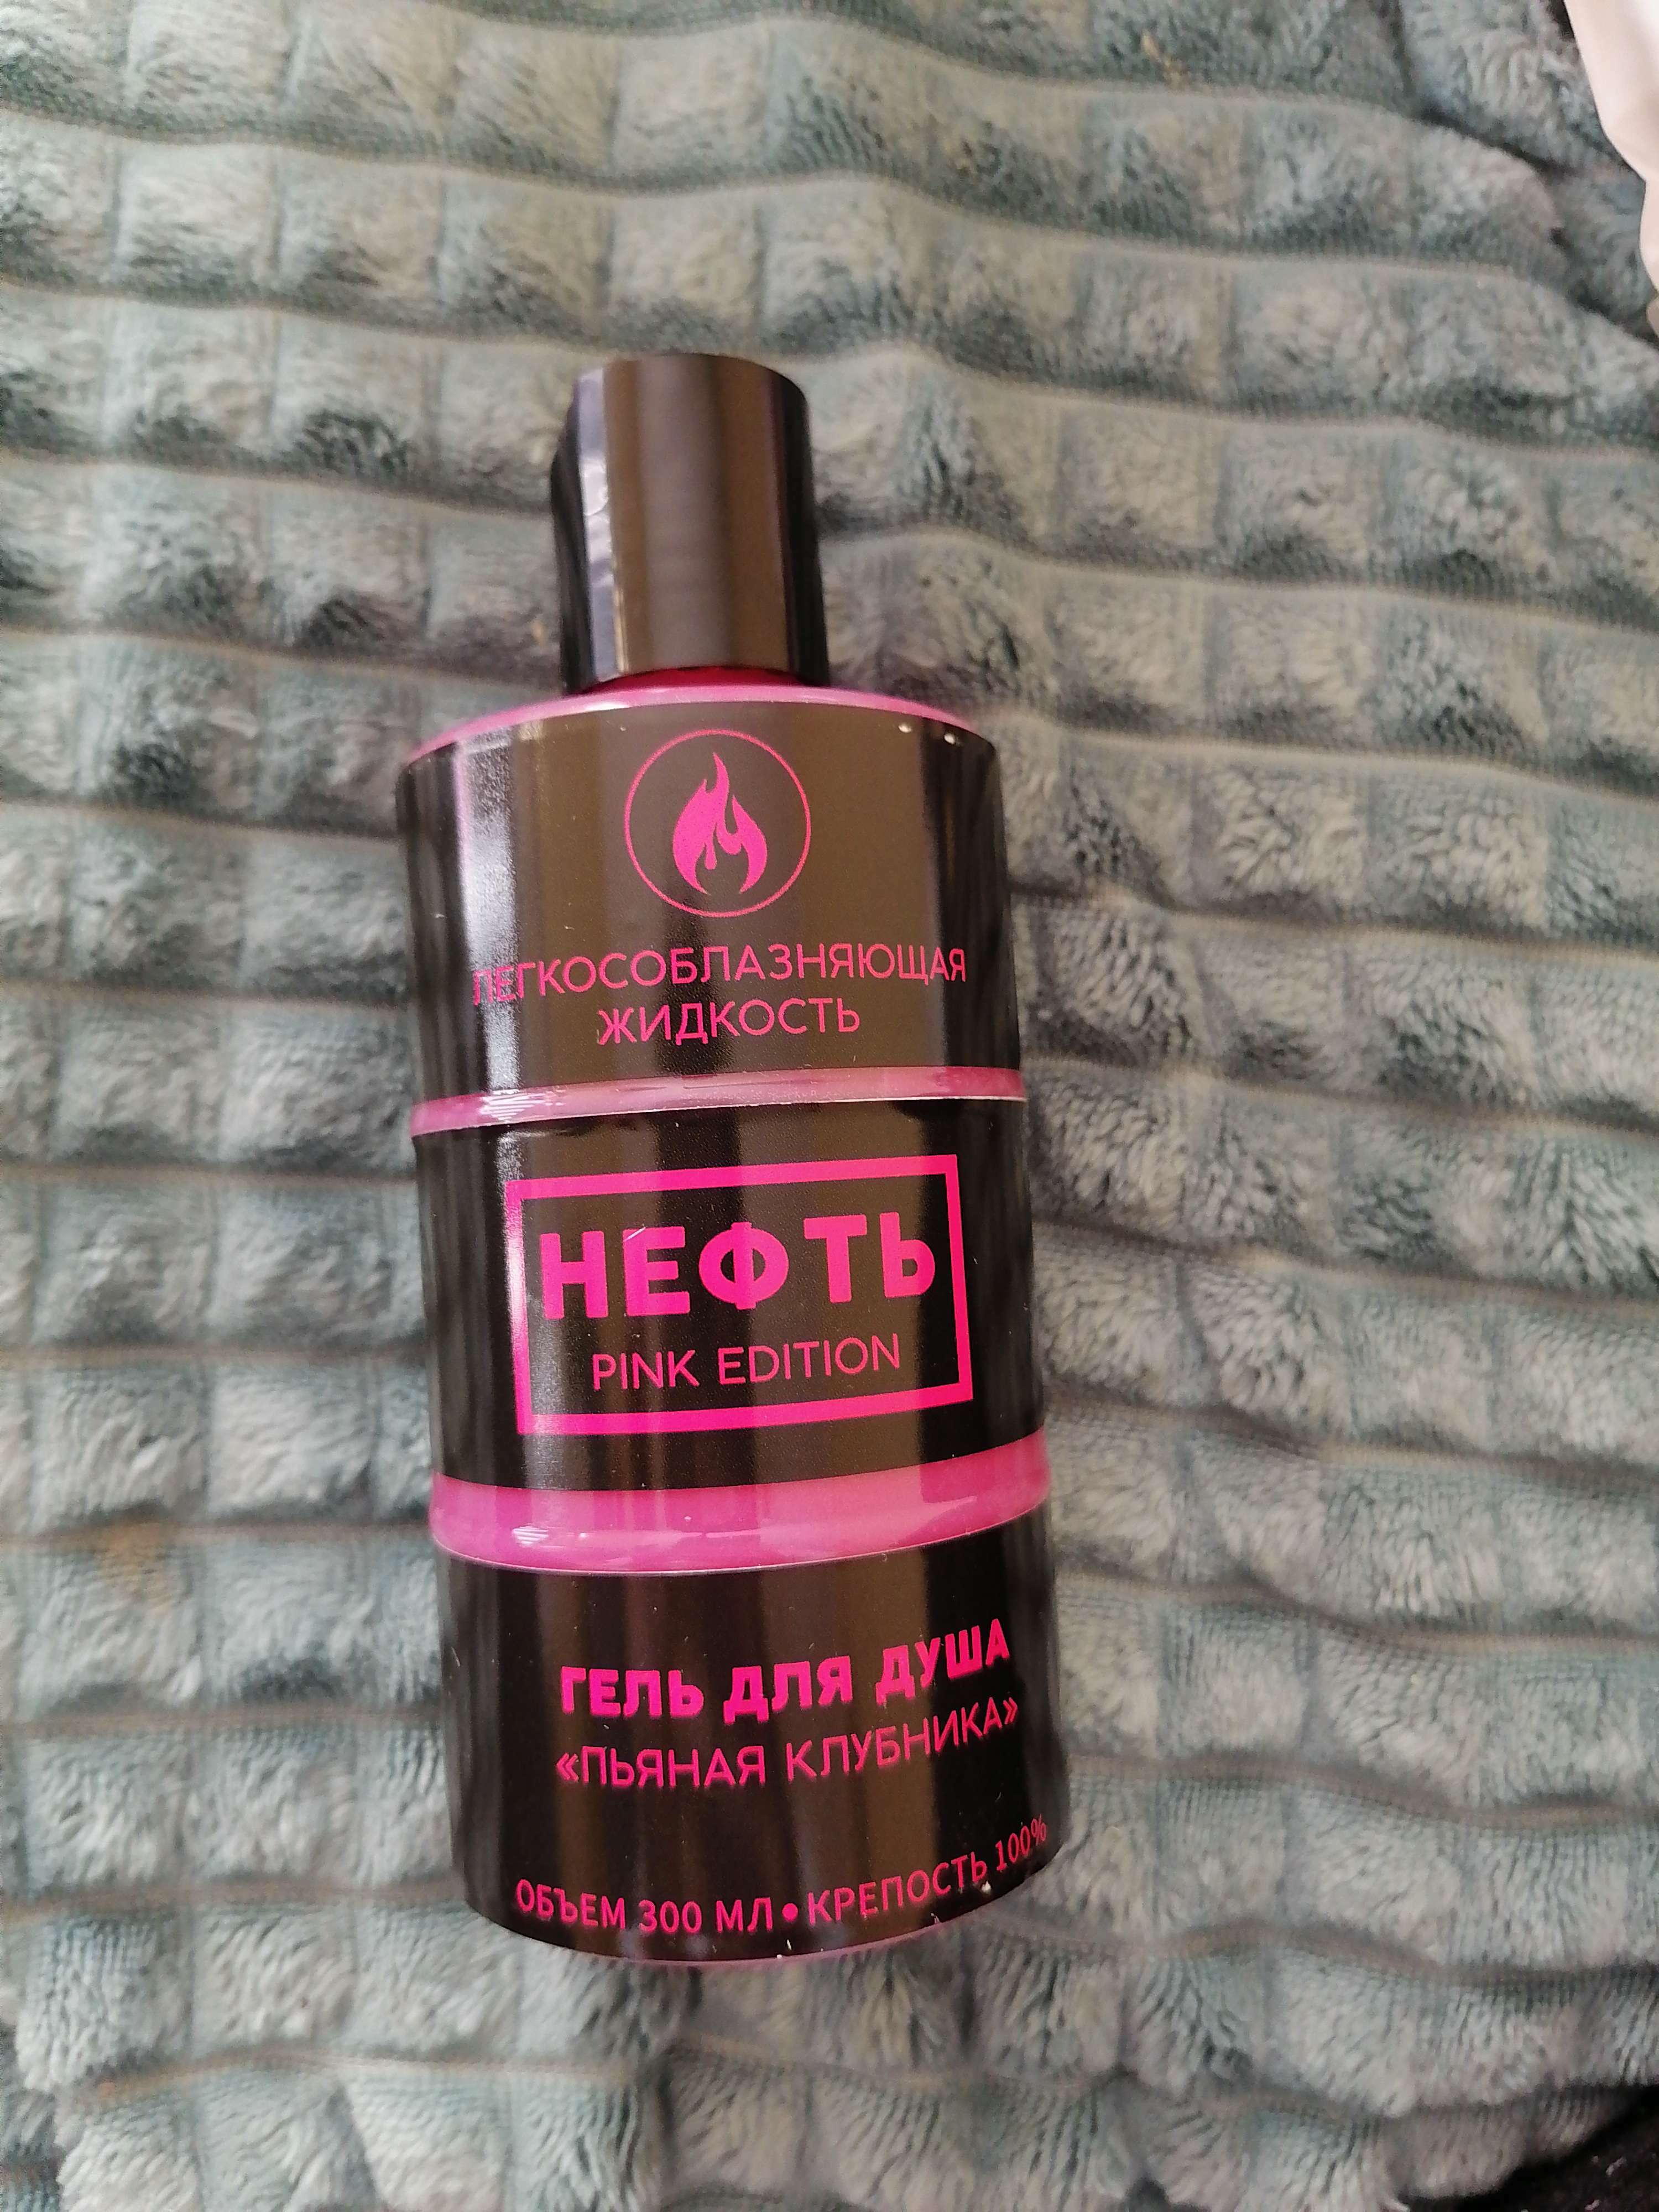 ЛЕГКОСОБЛАЗНЯЮЩАЯ
ЖИДКОСТЬ
НЕФТЬ
PINK EDITION
ГЕЛЬ ДЛЯ ДУША
«ПЬЯНАЯ КЛУБНИКА»
ОБЪЕМ 300 МЛ • КРЕПОСТЬ 100%